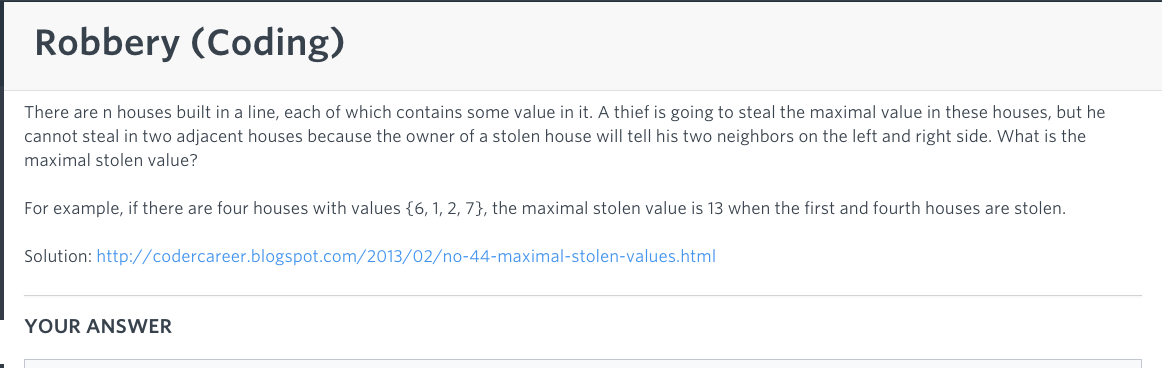 Robbery (Coding)
There are n houses built in a line, each of which contains some value in it. A thief is going to steal the maximal value in these houses, but he
cannot steal in two adjacent houses because the owner of a stolen house will tell his two neighbors on the left and right side. What is the
maximal stolen value?
For example, if there are four houses with values {6, 1, 2, 7}, the maximal stolen value is 13 when the first and fourth houses are stolen.
Solution: http://codercareer.blogspot.com/2013/02/no-44-maximal-stolen-values.html
YOUR ANSWER